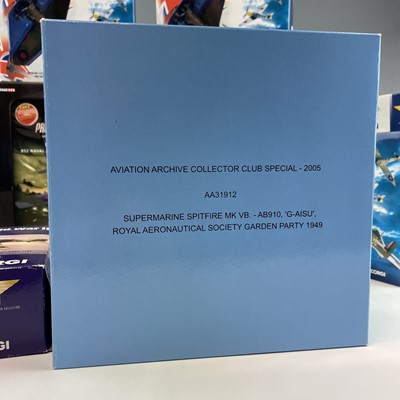 AVIATION ARCHIVE COLLECTOR CLUB SPECIAL - 2005
AA31912
SUPERMARINE SPITFIRE MK VB. - AB910, 'G-AISU',
ROYAL AERONAUTICAL SOCIETY GARDEN PARTY 1949
CORGI